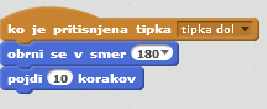 ko je pritisnjena tipka tipka dol
obrni se v smer 180
pojdi 10 korakov